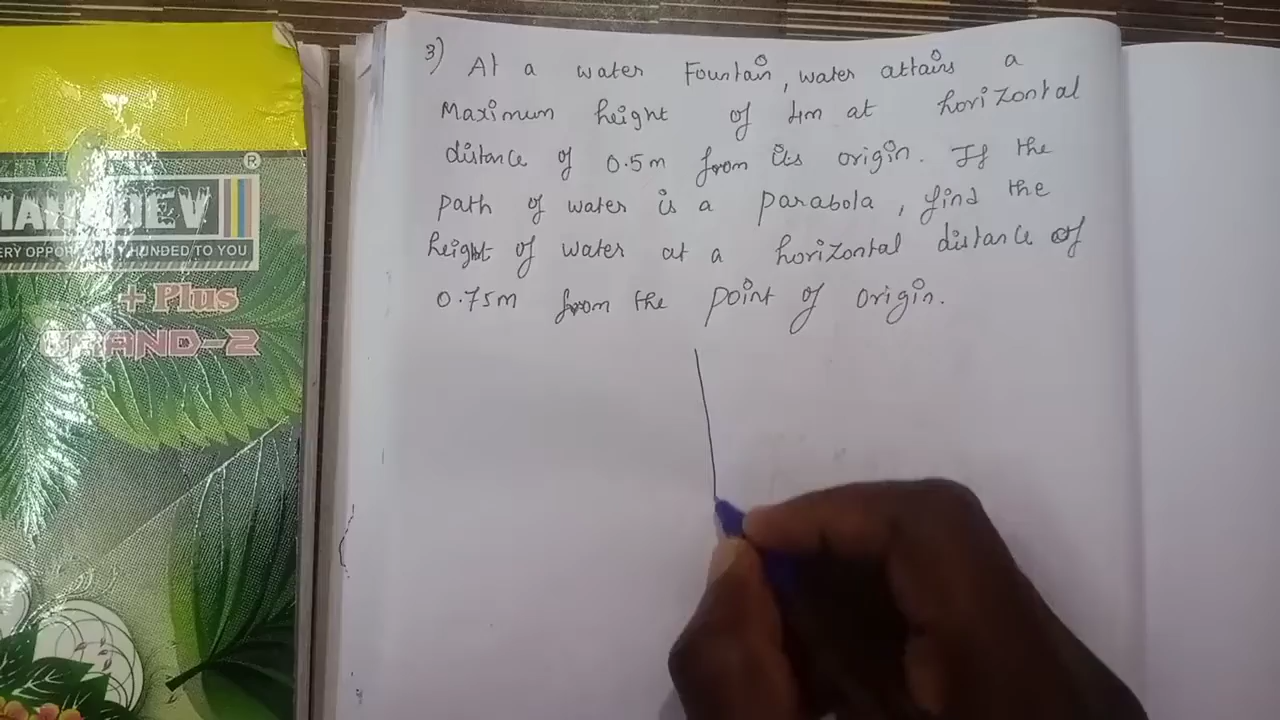 3) At a water Fountain, water attains a
Maximum height of 4m at horizontal
distance of 0.5m from its origin. If the
path of water is a parabola, find the
height of water at a horizontal distance of
0.75m from the point of origin.
®
+ Plus
GRAND-2